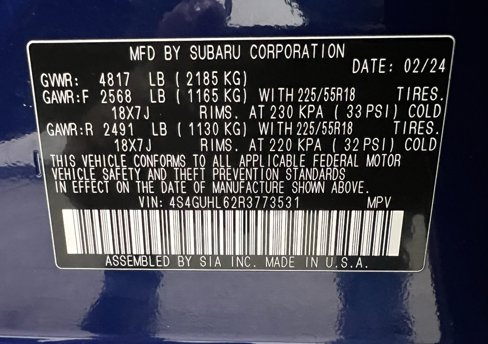 MFD BY SUBARU CORPORATION
DATE: 02/24
GVWR: 4817 LB (2185 KG)
GAWR:F 2568 LB (1165 KG) WITH 225/55R18 TIRES.
18X7J RIMS. AT 230 KPA (33 PSI) COLD
GAWR:R 2491 LB (1130 KG) WITH 225/55R18 TIRES.
18X7J RIMS. AT 220 KPA (32 PSI) COLD
THIS VEHICLE CONFORMS TO ALL APPLICABLE FEDERAL MOTOR
VEHICLE SAFETY AND THEFT PREVENTION STANDARDS
IN EFFECT ON THE DATE OF MANUFACTURE SHOWN ABOVE.
VIN: 4S4GUHL62R3773531 MPV
ASSEMBLED BY SIA INC. MADE IN U.S.A.